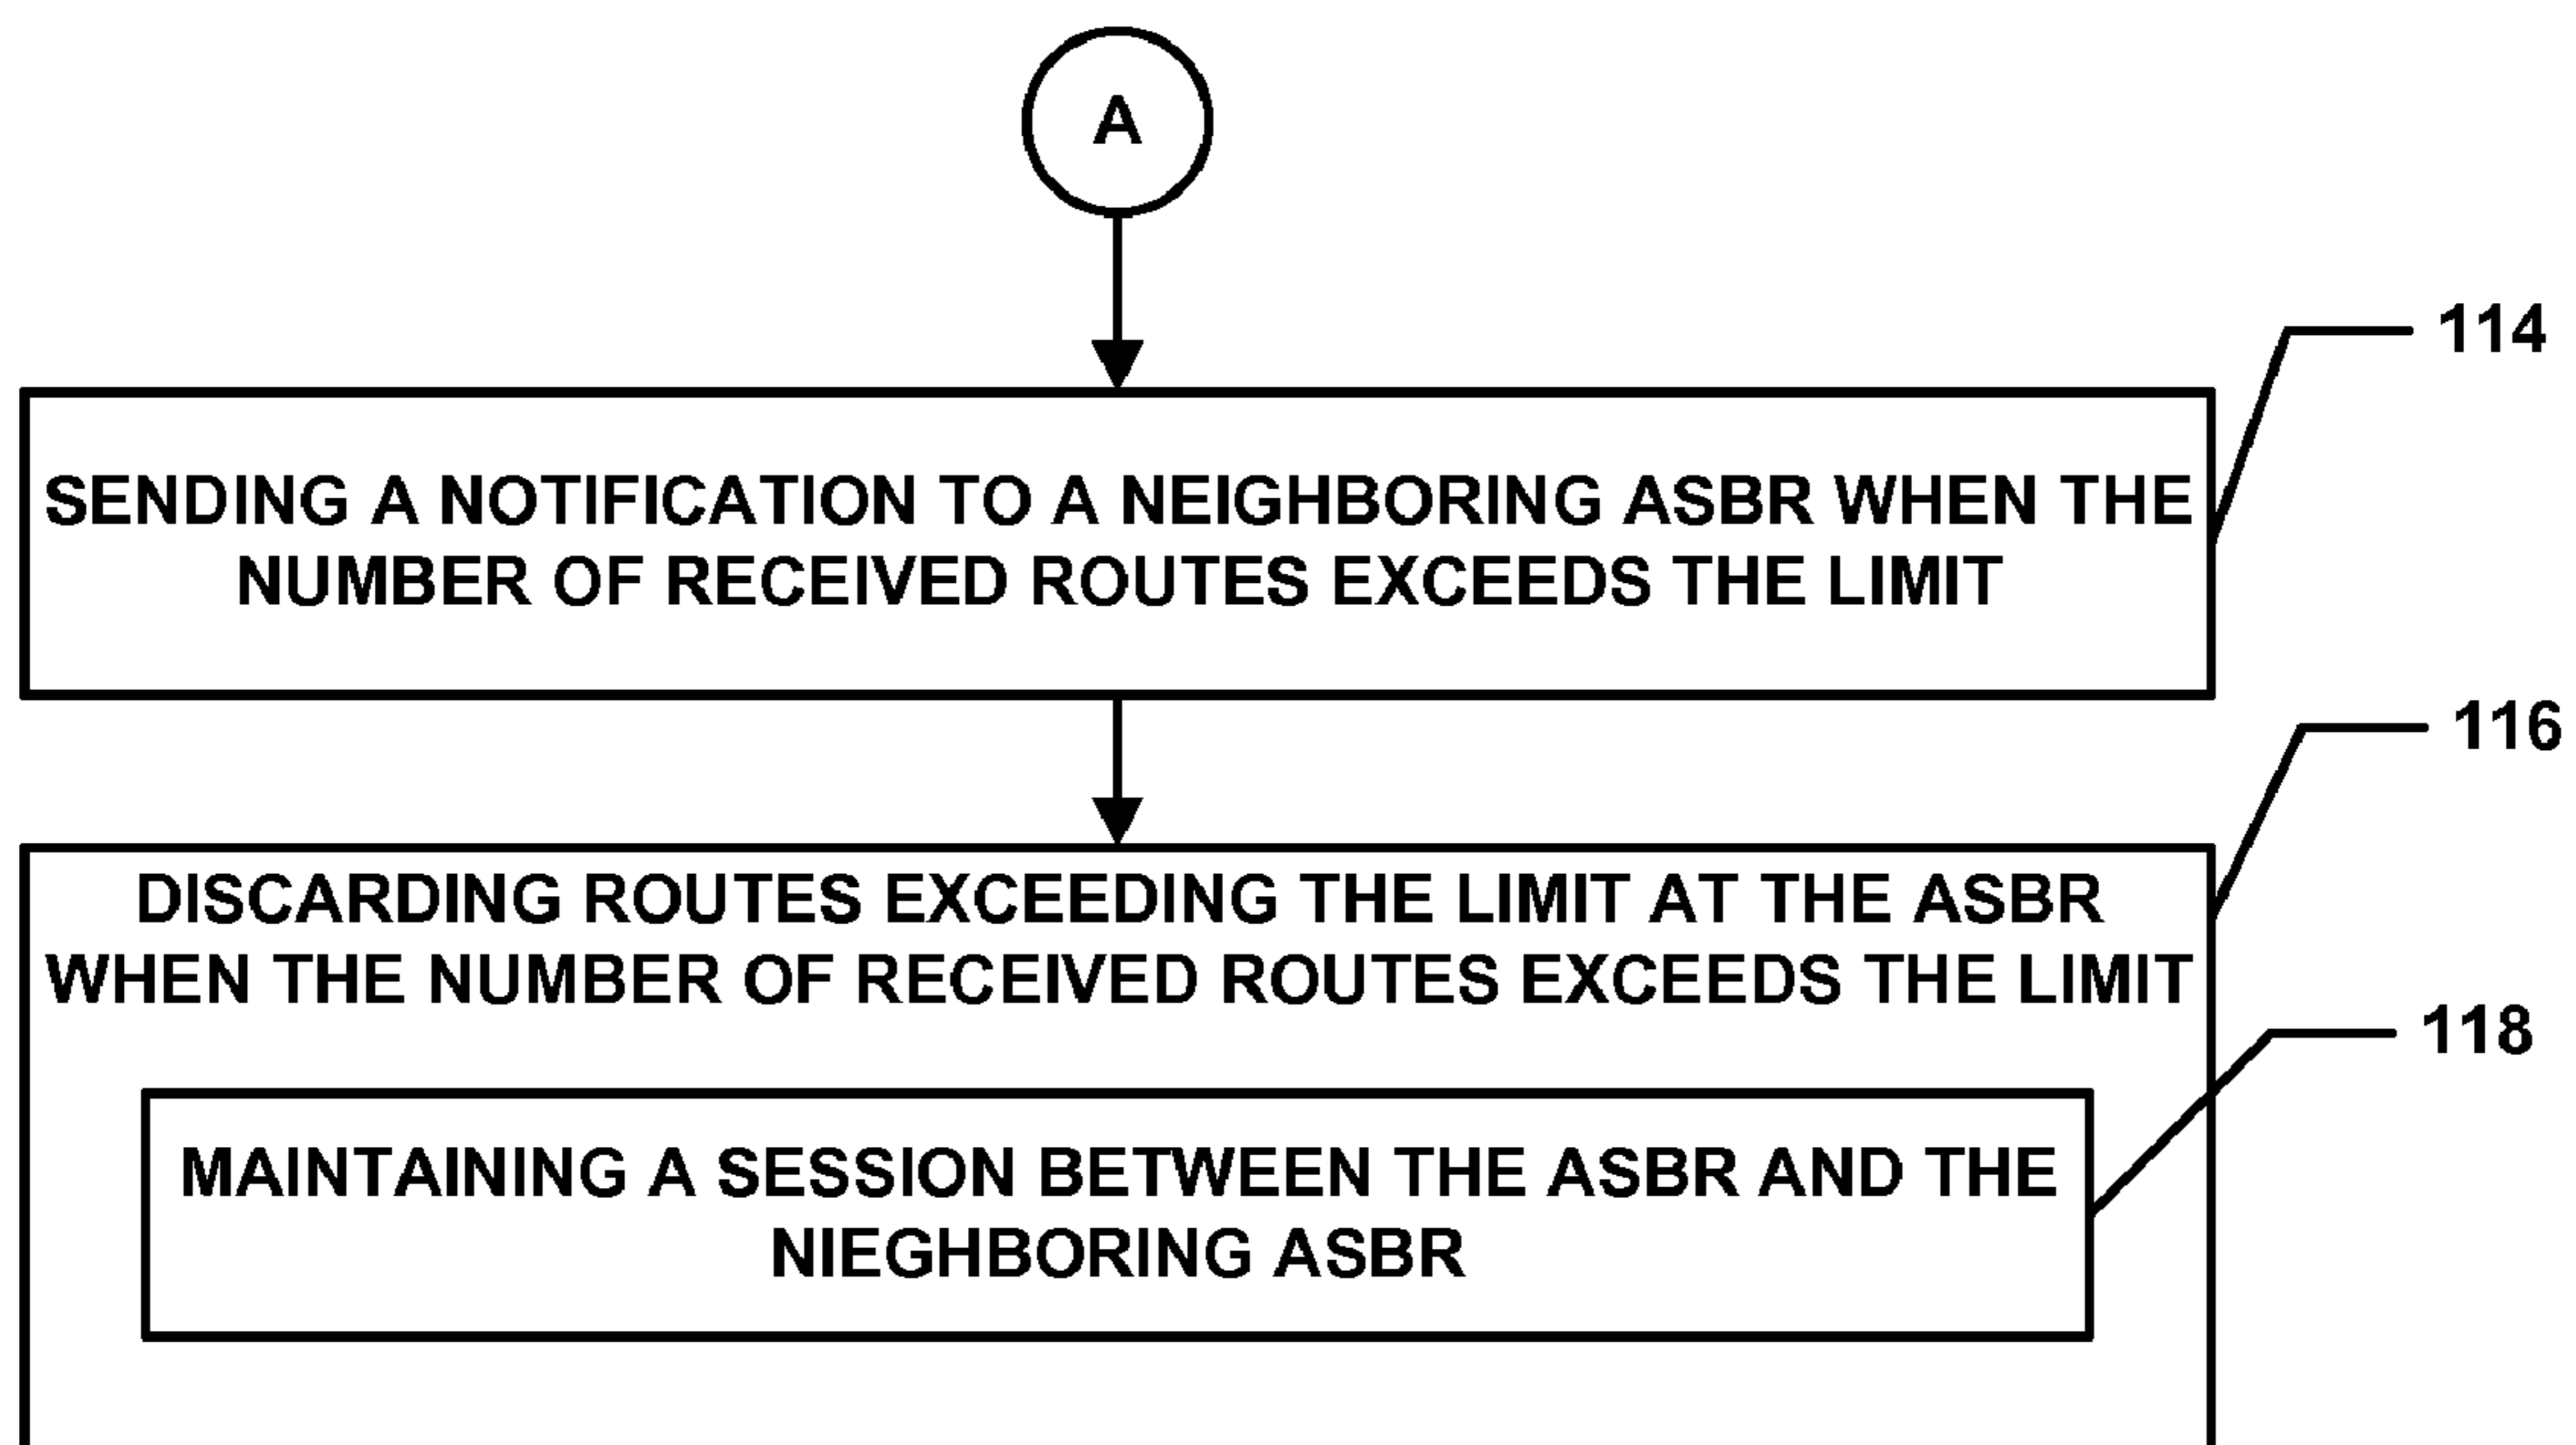 A
114
SENDING A NOTIFICATION TO A NEIGHBORING ASBR WHEN THE
NUMBER OF RECEIVED ROUTES EXCEEDS THE LIMIT
116
DISCARDING ROUTES EXCEEDING THE LIMIT AT THE ASBR
WHEN THE NUMBER OF RECEIVED ROUTES EXCEEDS THE LIMIT
118
MAINTAINING A SESSION BETWEEN THE ASBR AND THE
NIEGHBORING ASBR